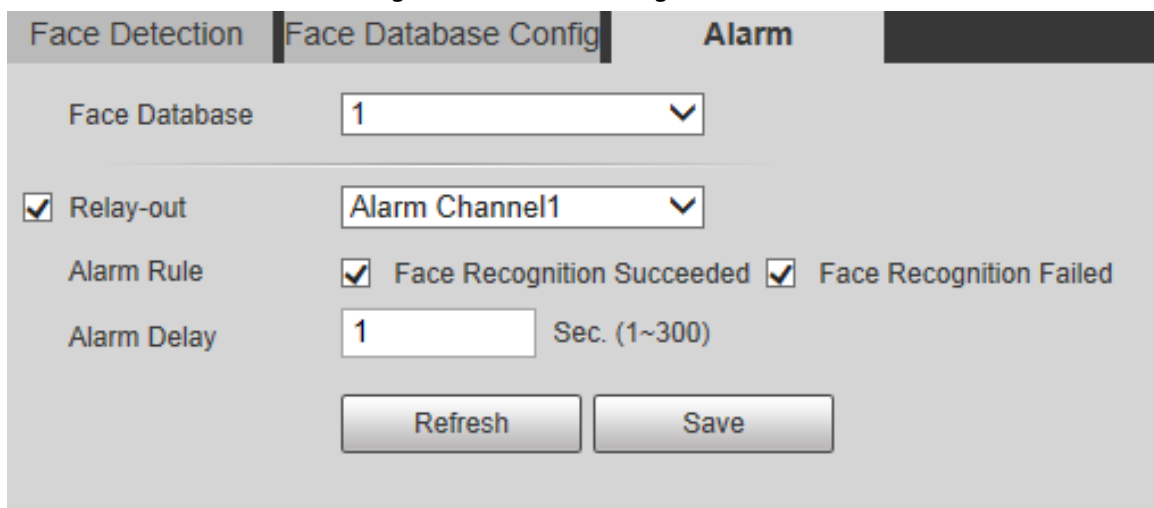 Face Detection Face Database Config Alarm
Face Database 1
Relay-out Alarm Channel1
Alarm Rule Face Recognition Succeeded Face Recognition Failed
Alarm Delay 1 Sec. (1~300)
Refresh Save